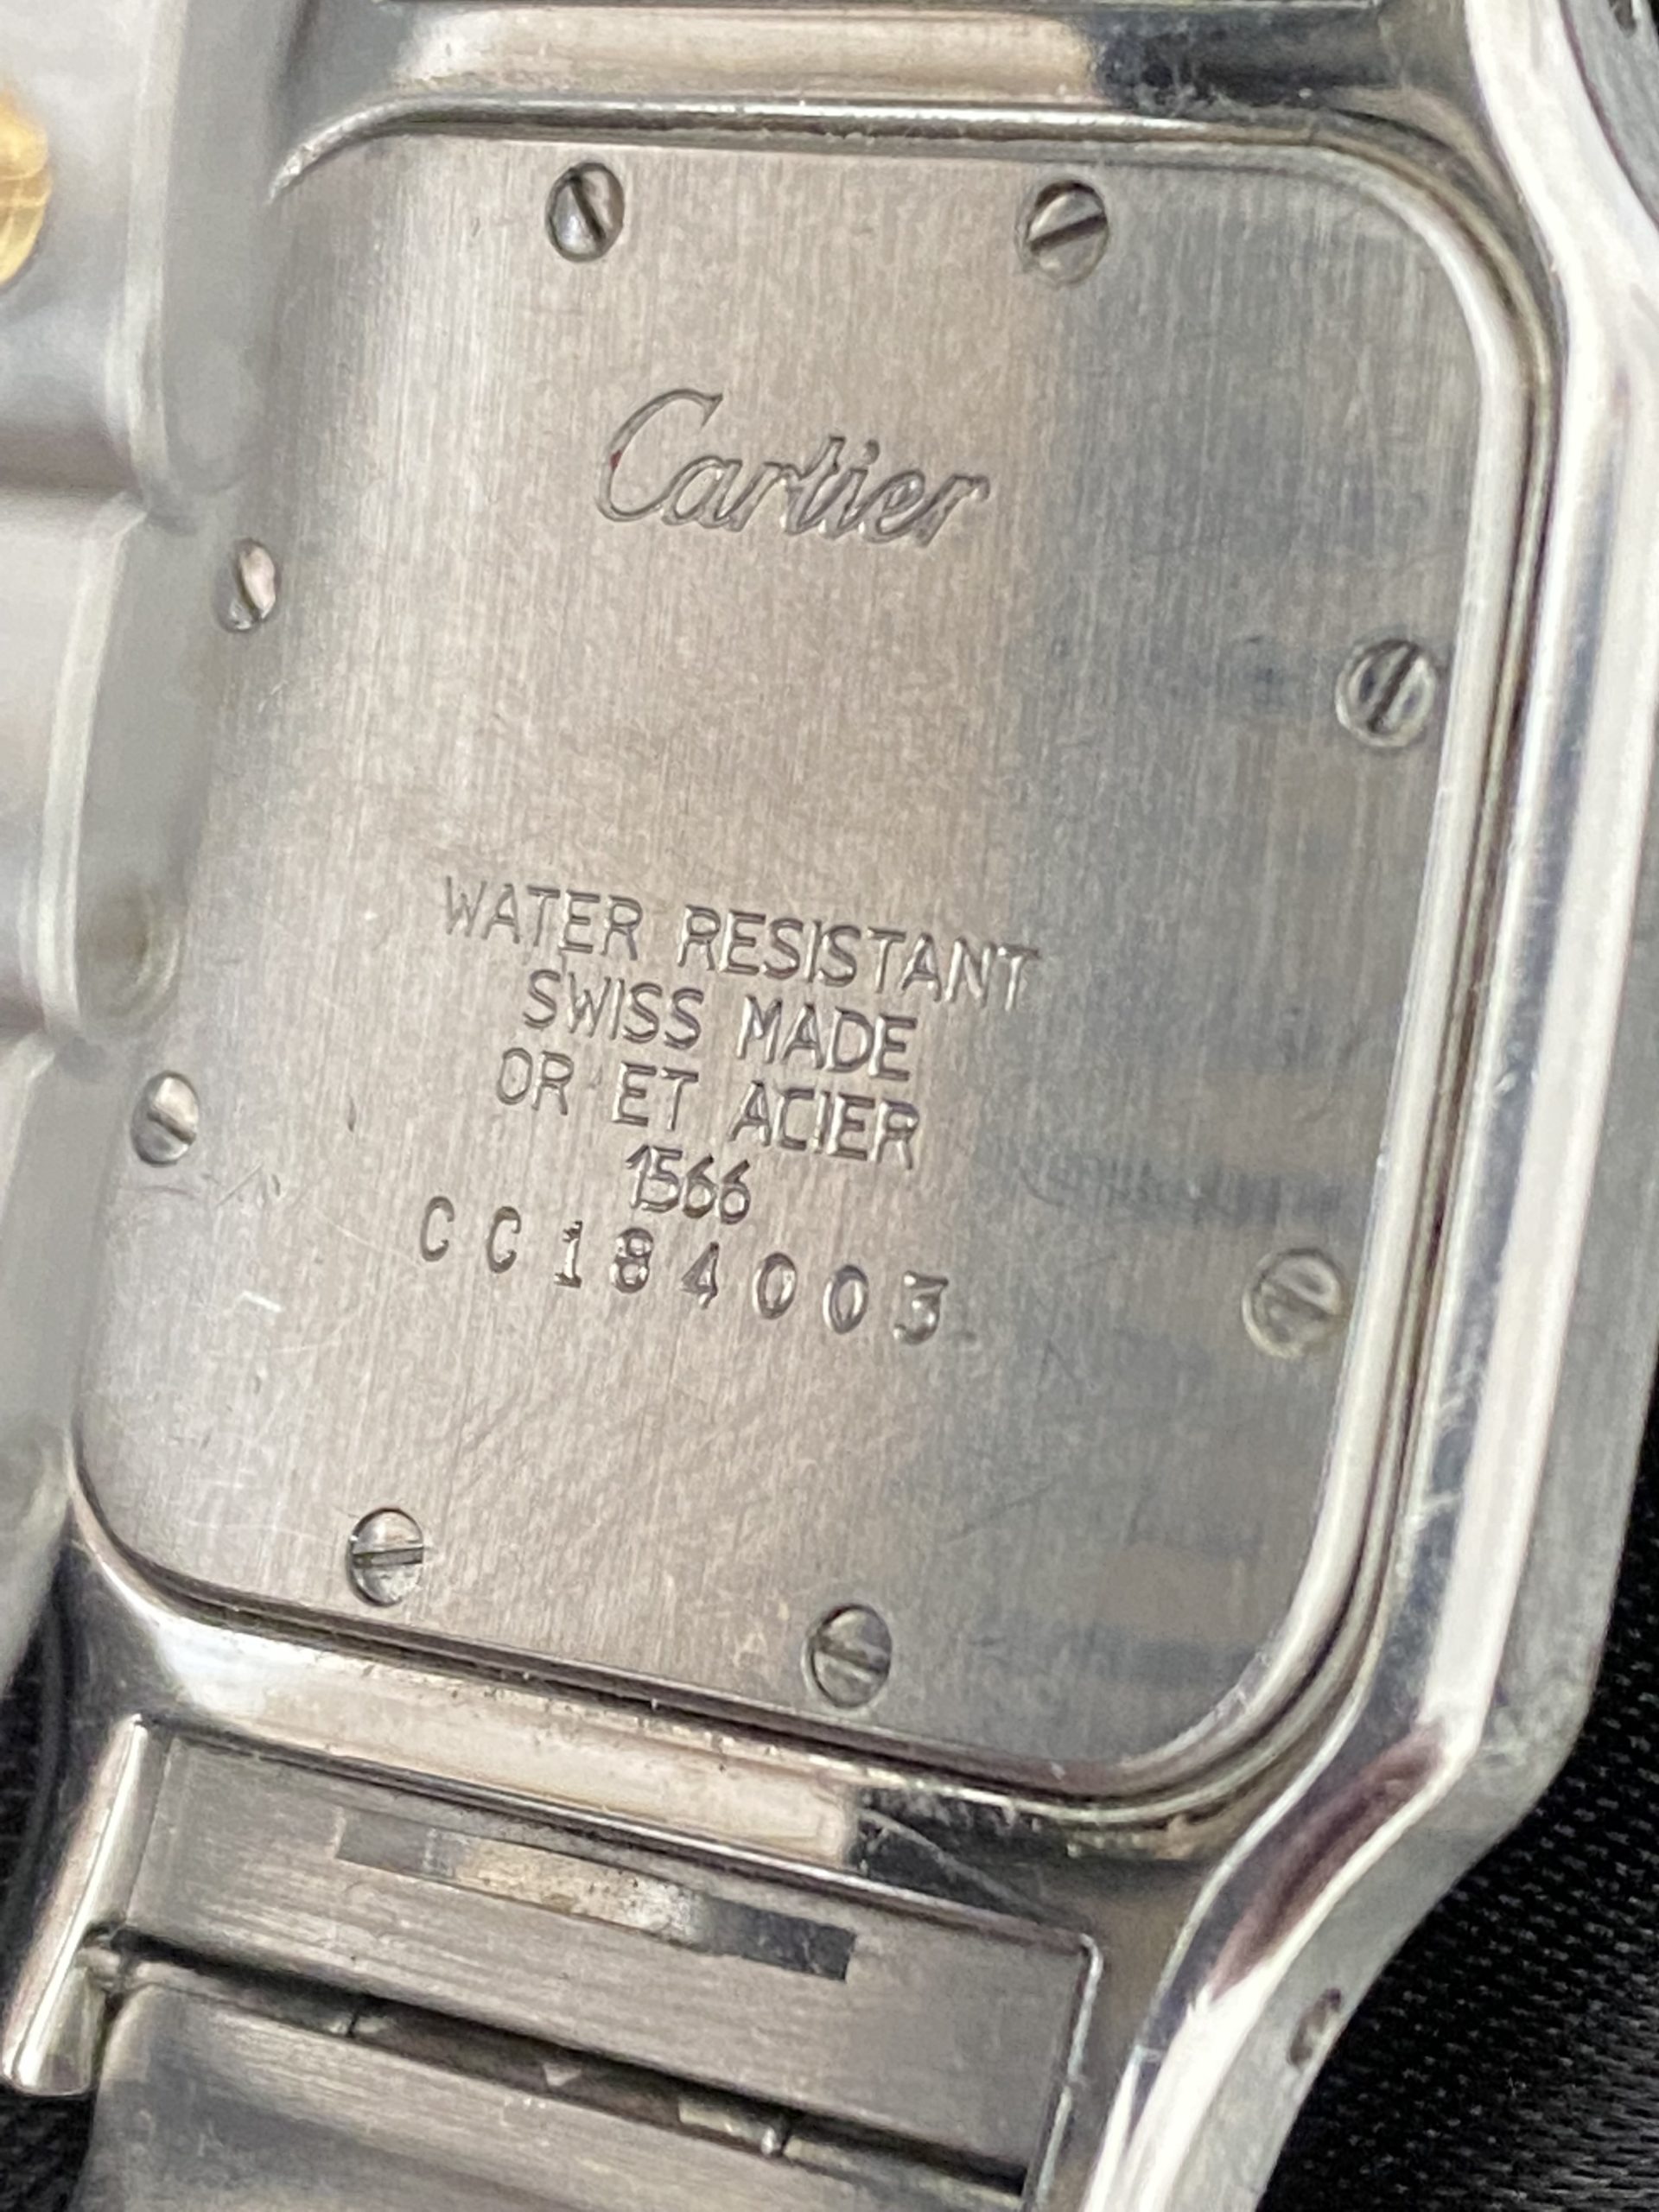 Cartier
WATER RESISTANT
SWISS MADE
OR ET ACIER
1566
CC184003